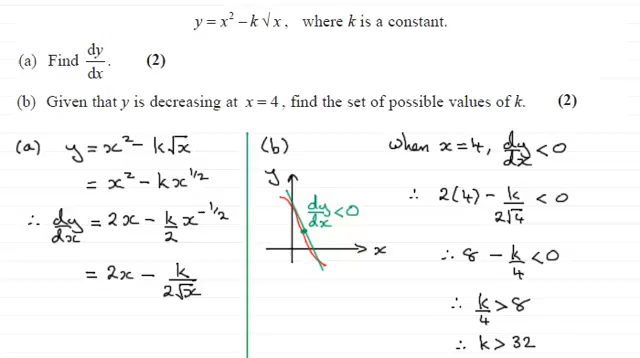 y = x² − k√x, where k is a constant.
(a) Find dy/dx. (2)
(b) Given that y is decreasing at x = 4, find the set of possible values of k. (2)
(a) y = x² − k√x
= x² − kx^1/2
∴ dy/dx = 2x − k/2 x^−1/2
= 2x − k/(2√x)
(b)
y
dy/dx < 0
x
when x = 4, dy/dx < 0
∴ 2(4) − k/(2√4) < 0
∴ 8 − k/4 < 0
∴ k/4 > 8
∴ k > 32